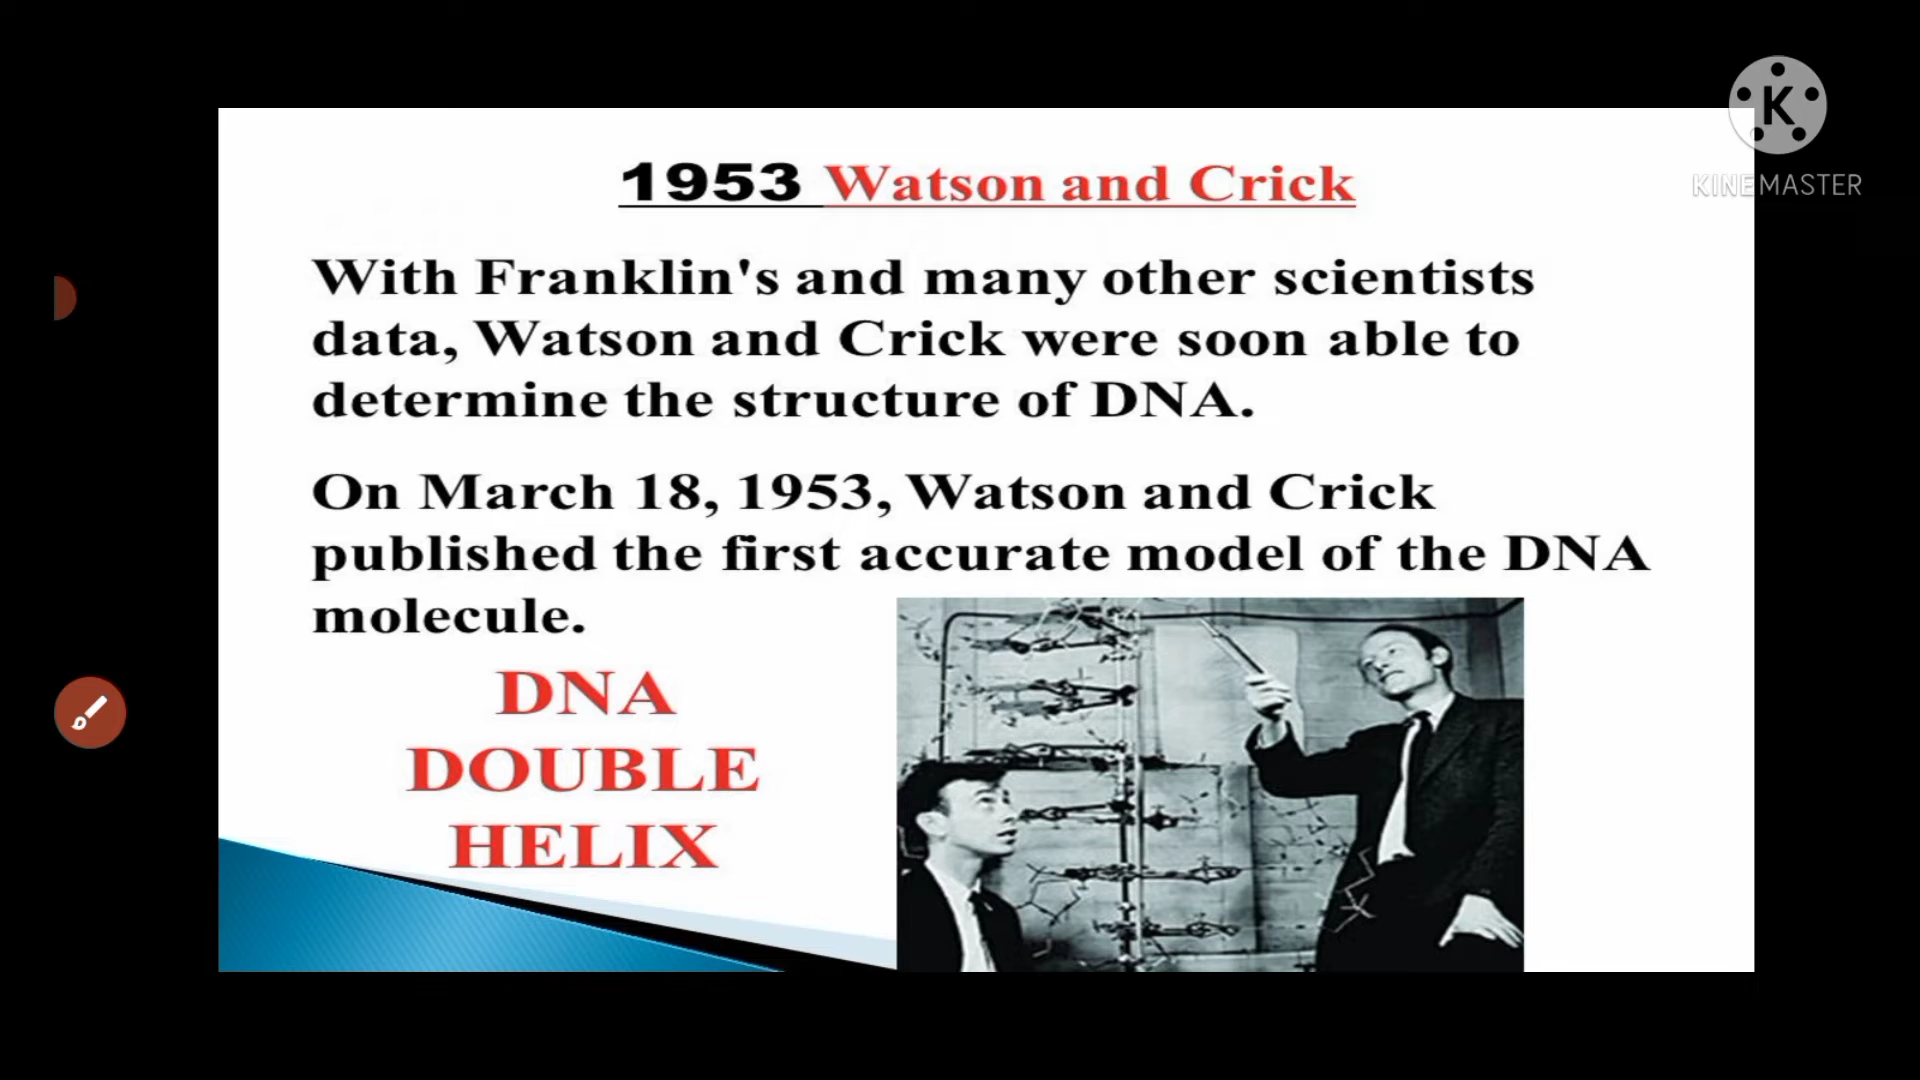 1953 Watson and Crick
With Franklin's and many other scientists
data, Watson and Crick were soon able to
determine the structure of DNA.
On March 18, 1953, Watson and Crick
published the first accurate model of the DNA
molecule.
DNA
DOUBLE
HELIX
K
KINEMASTER